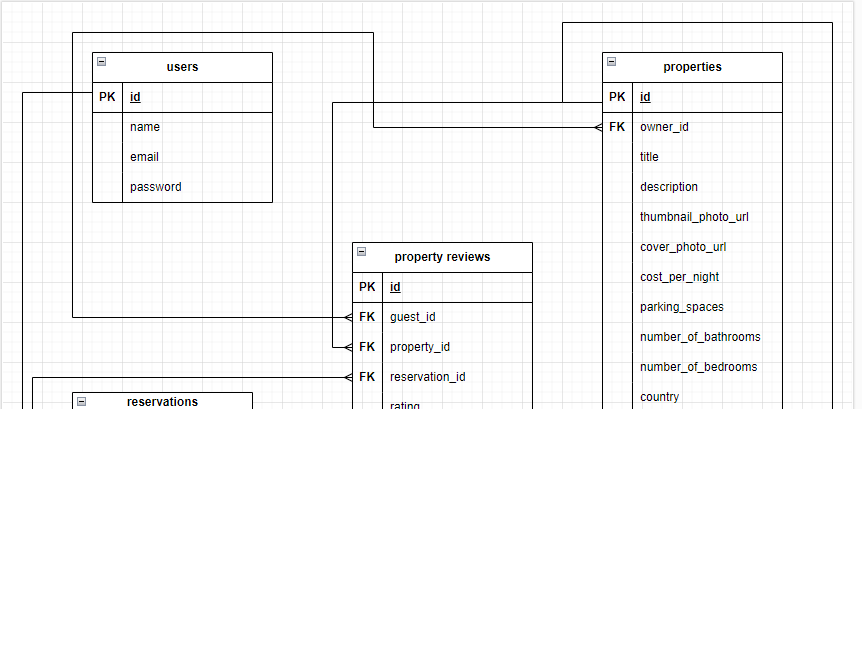 users
PK id
name
email
password
properties
PK id
FK owner_id
title
description
thumbnail_photo_url
cover_photo_url
cost_per_night
parking_spaces
number_of_bathrooms
number_of_bedrooms
country
property reviews
PK id
FK guest_id
FK property_id
FK reservation_id
rating
reservations